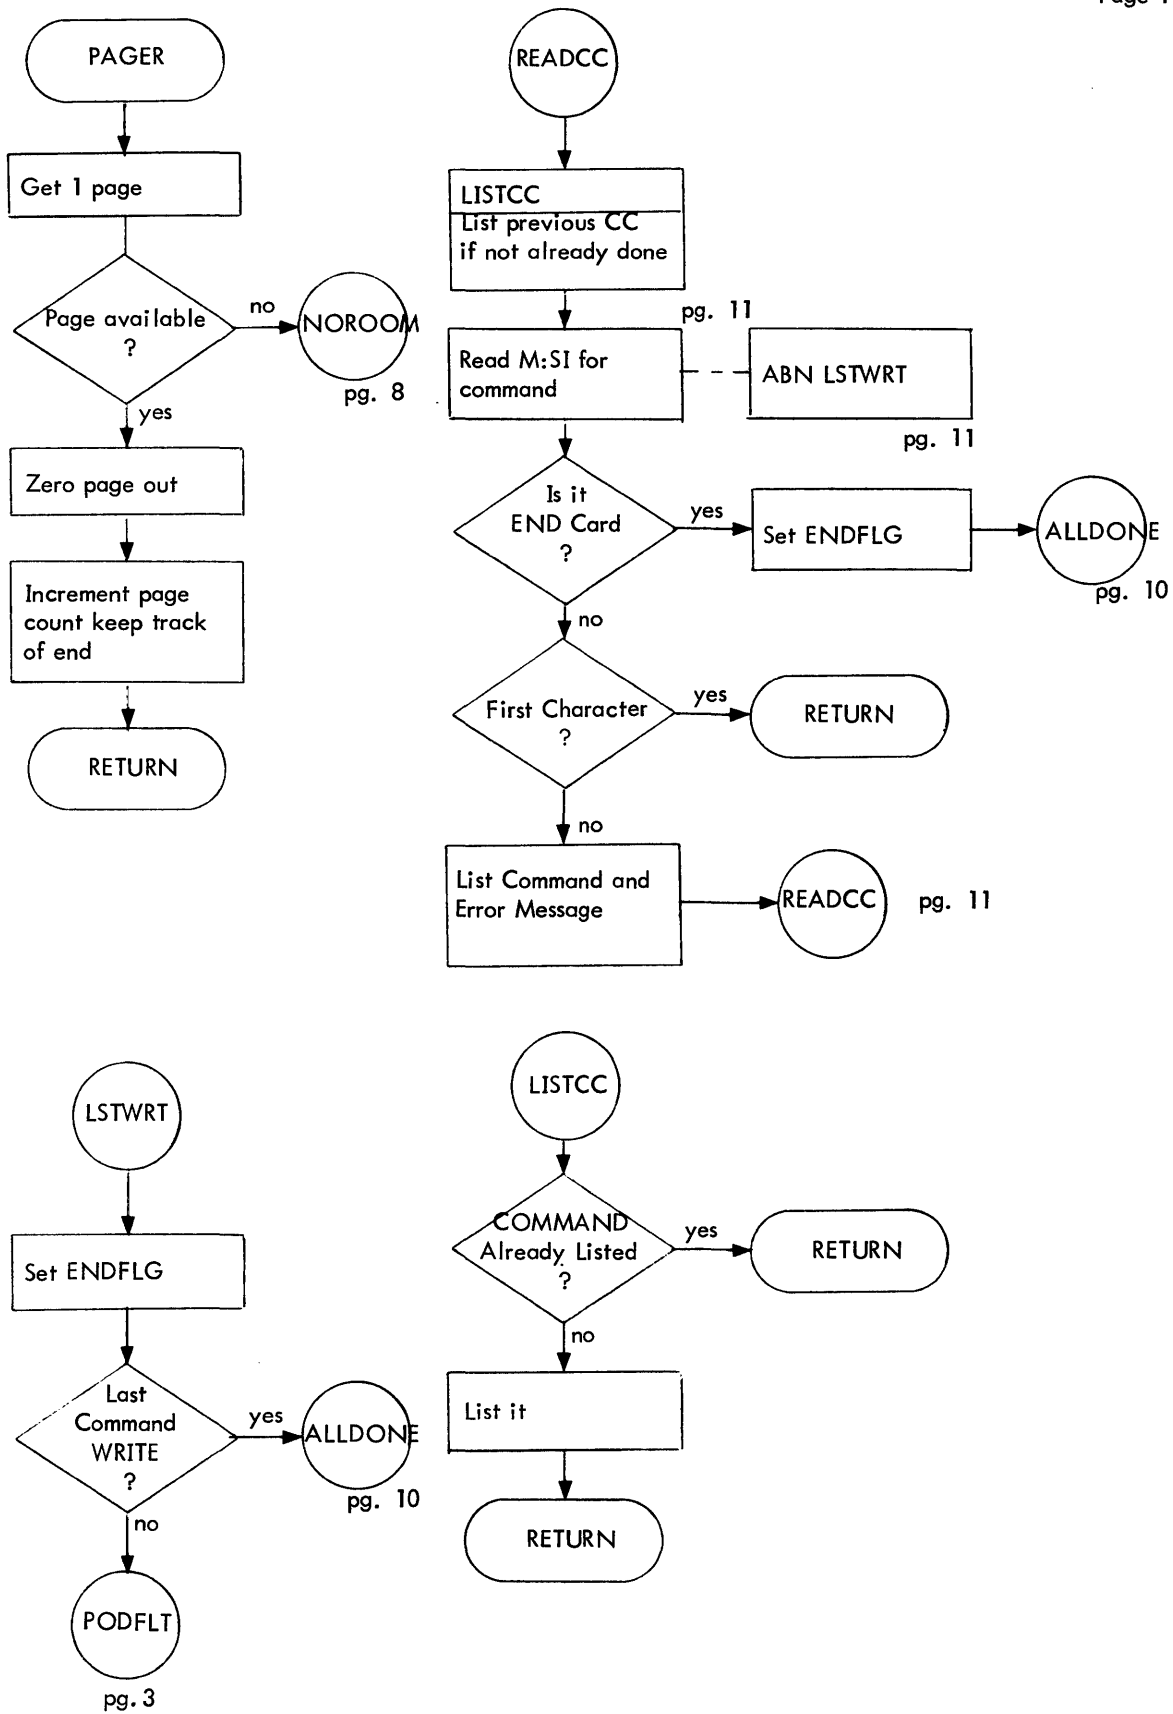 PAGER
Get 1 page
Page available
?
no
NOROOM
pg. 8
yes
Zero page out
Increment page
count keep track
of end
RETURN
READCC
LISTCC
List previous CC
if not already done
pg. 11
Read M:SI for
command
ABN LSTWRT
pg. 11
Is it
END Card
?
yes
Set ENDFLG
ALLDONE
pg. 10
no
First Character
?
yes
RETURN
no
List Command and
Error Message
READCC
pg. 11
LSTWRT
Set ENDFLG
Last
Command
WRITE
?
yes
ALLDONE
pg. 10
no
PODFLT
pg. 3
LISTCC
COMMAND
Already Listed
?
yes
RETURN
no
List it
RETURN